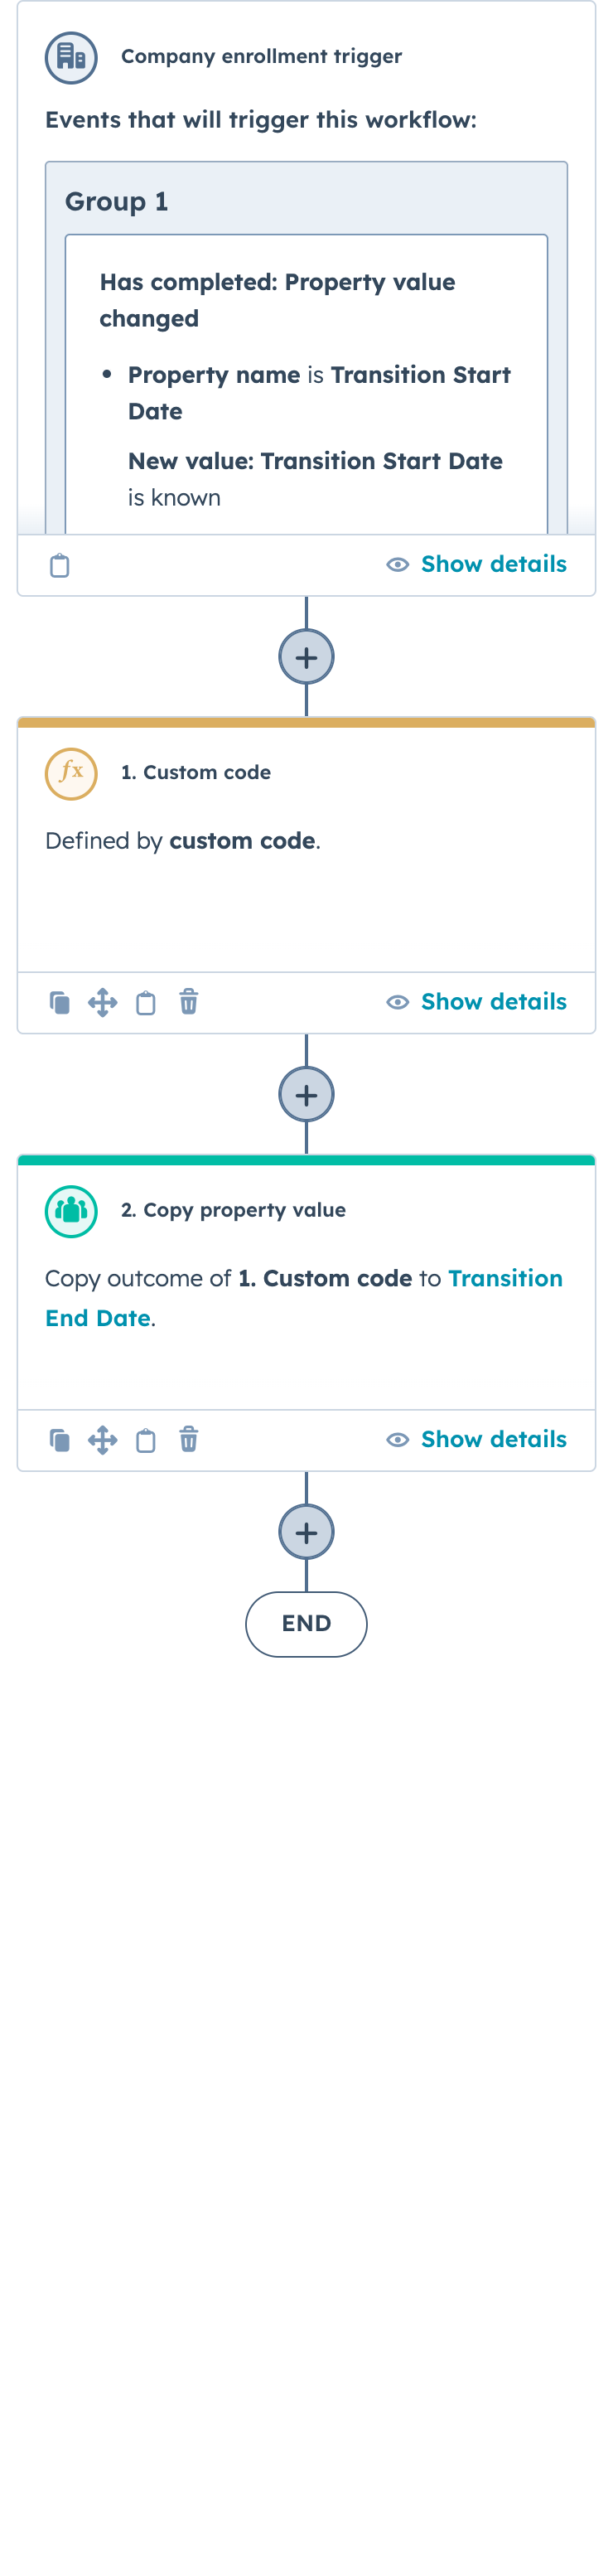 Company enrollment trigger
Events that will trigger this workflow:
Group 1
Has completed: Property value
changed
• Property name is Transition Start
Date
New value: Transition Start Date
is known
Show details
+
fx 1. Custom code
Defined by custom code.
Show details
+
2. Copy property value
Copy outcome of 1. Custom code to Transition
End Date.
Show details
+
END